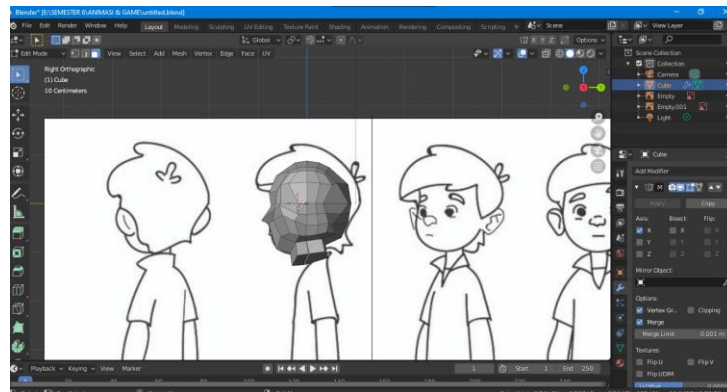 Blender* [E:\SEMESTER 6\ANIMASI & GAME\untitled.blend]
File Edit Render Window Help Layout Modeling Sculpting UV Editing Texture Paint Shading Animation Rendering Compositing Scripting + Scene View Layer
Global Options
Edit Mode View Select Add Mesh Vertex Edge Face UV
Right Orthographic
(1) Cube
10 Centimeters
Scene Collection
Collection
Camera
Cube
Empty
Empty.001
Light
Cube
Add Modifier
M
Apply Copy
Axis: Bisect: Flip:
X X X
Y Y Y
Z Z Z
Mirror Object:
Options:
Vertex Gr... Clipping
Merge
Merge Limit 0.001 m
Textures:
Flip U Flip V
Flip UDIM
Playback Keying View Marker 1 Start 1 End 250